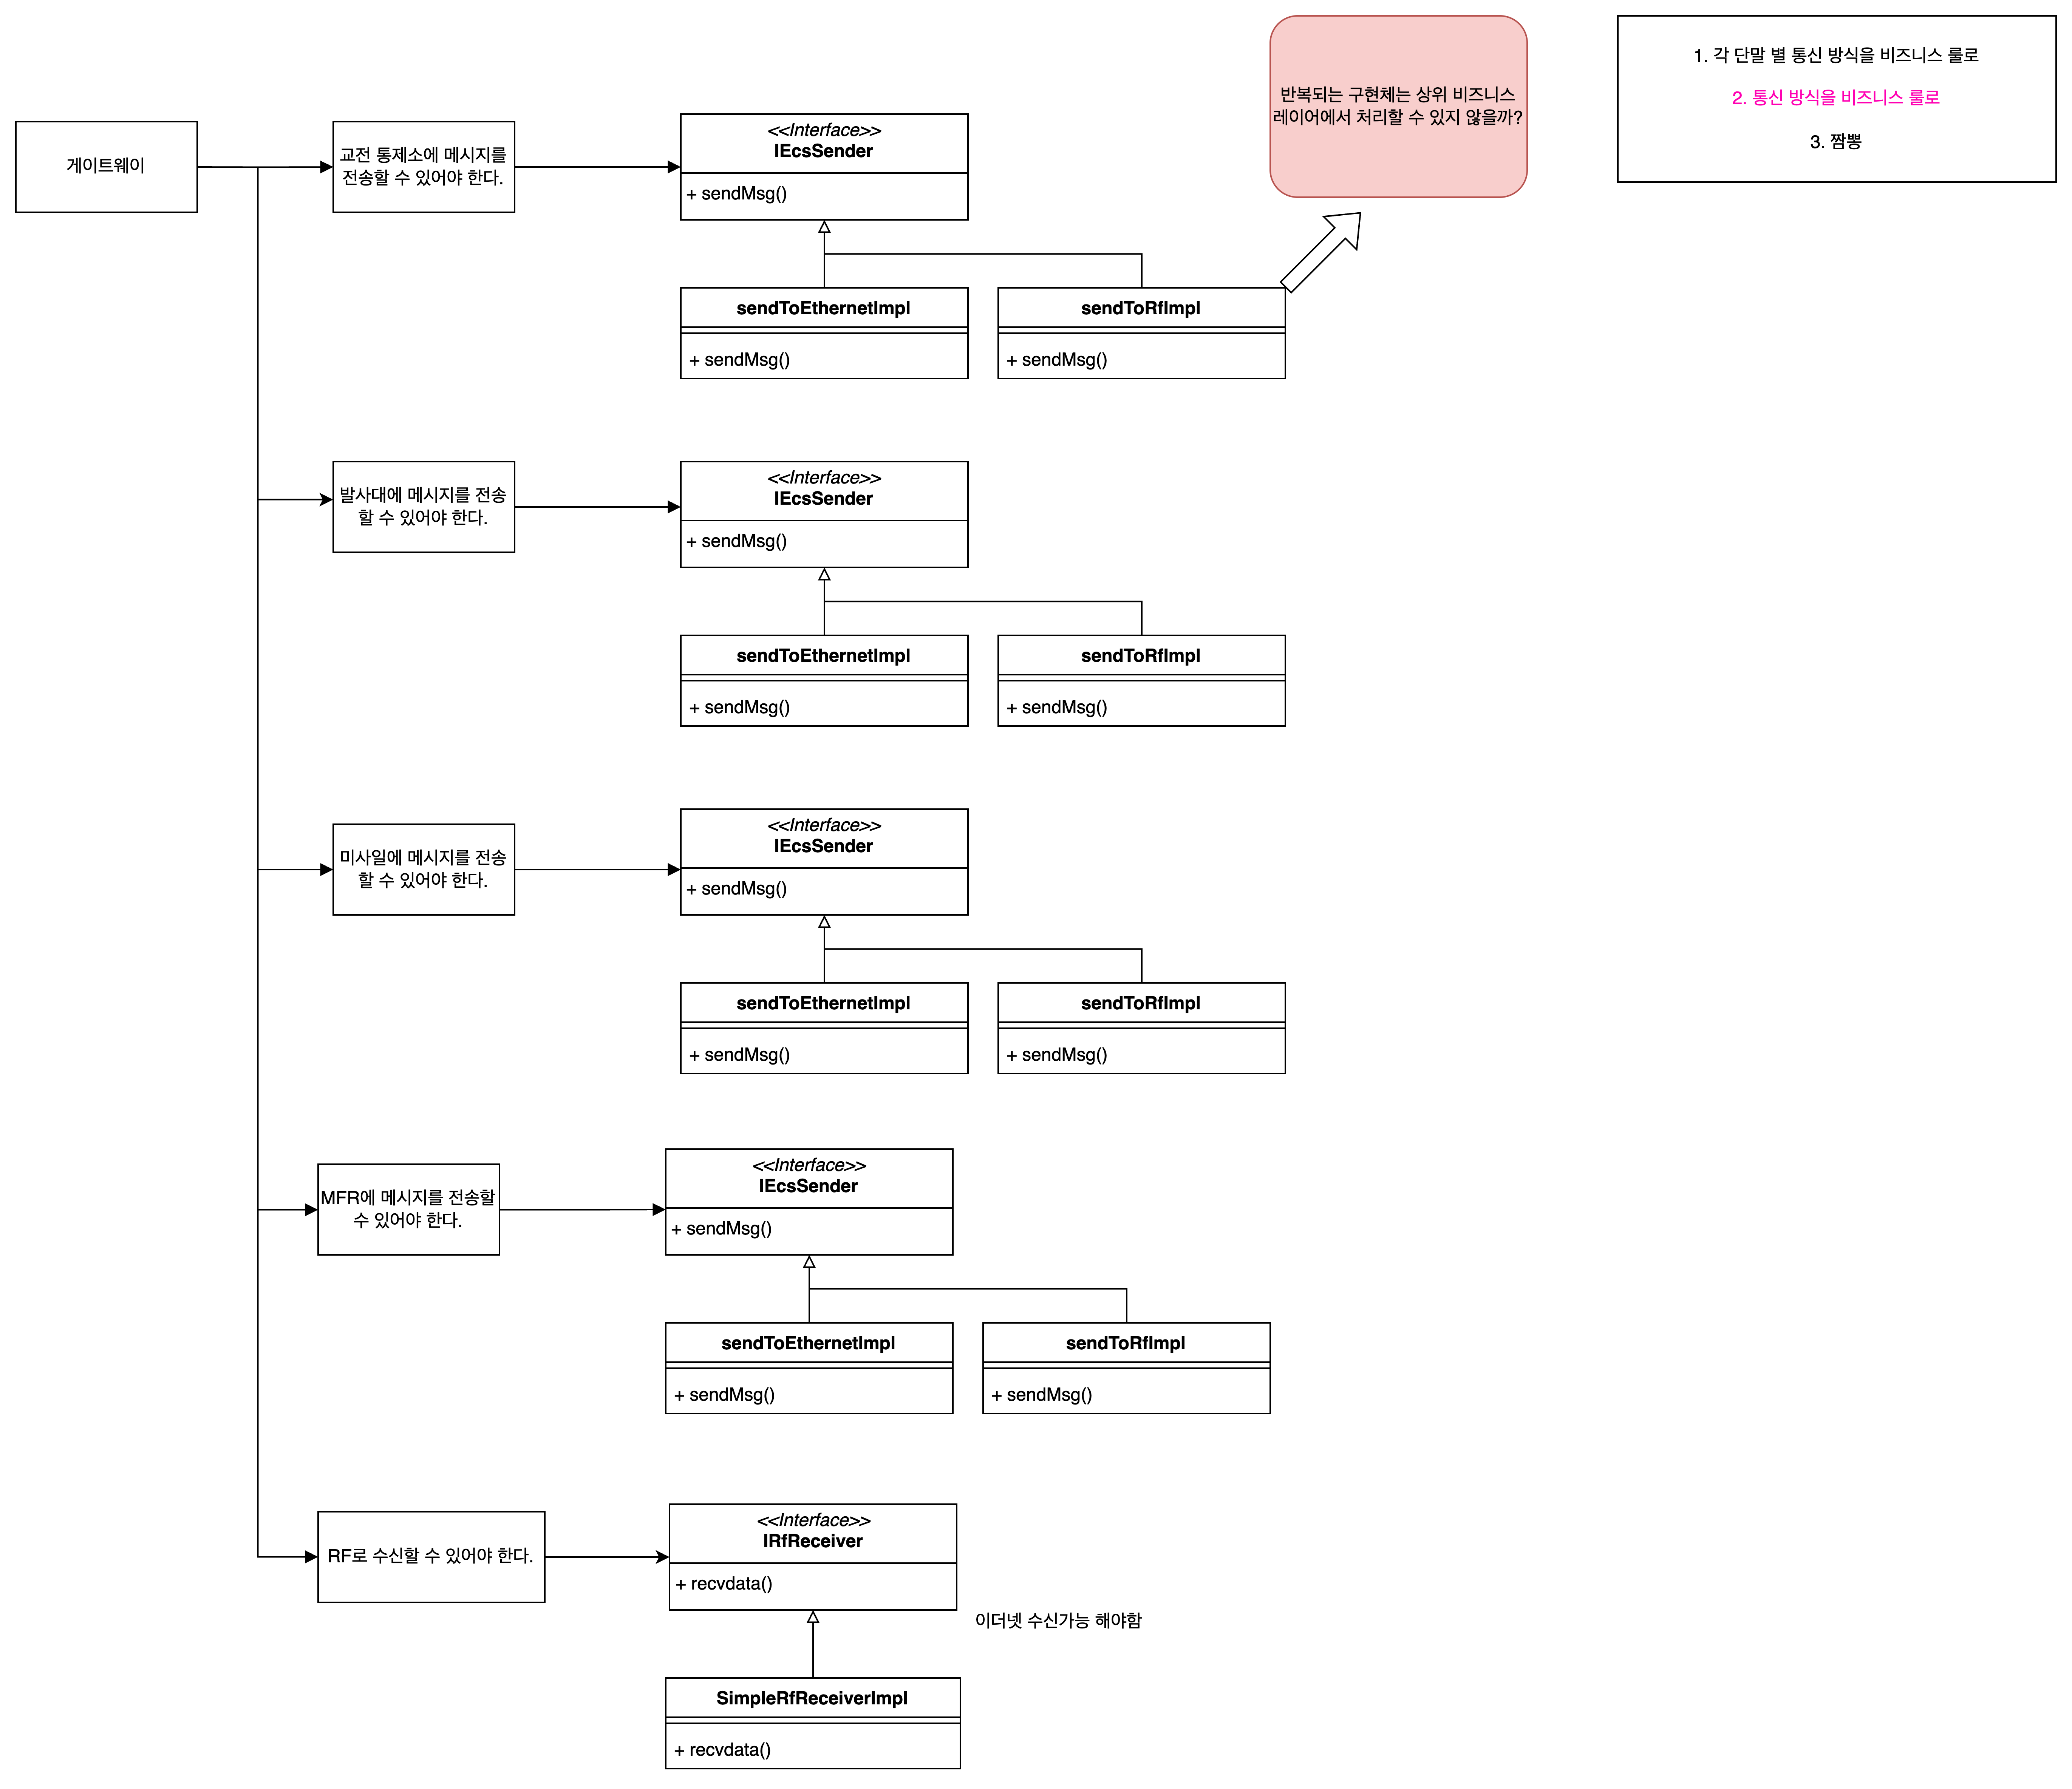 게이트웨이
교전 통제소에 메시지를
전송할 수 있어야 한다.
<<Interface>>
IEcsSender
+ sendMsg()
sendToEthernetImpl
+ sendMsg()
sendToRfImpl
+ sendMsg()
반복되는 구현체는 상위 비즈니스
레이어에서 처리할 수 있지 않을까?
1. 각 단말 별 통신 방식을 비즈니스 룰로
2. 통신 방식을 비즈니스 룰로
3. 짬뽕
발사대에 메시지를 전송
할 수 있어야 한다.
<<Interface>>
IEcsSender
+ sendMsg()
sendToEthernetImpl
+ sendMsg()
sendToRfImpl
+ sendMsg()
미사일에 메시지를 전송
할 수 있어야 한다.
<<Interface>>
IEcsSender
+ sendMsg()
sendToEthernetImpl
+ sendMsg()
sendToRfImpl
+ sendMsg()
MFR에 메시지를 전송할
수 있어야 한다.
<<Interface>>
IEcsSender
+ sendMsg()
sendToEthernetImpl
+ sendMsg()
sendToRfImpl
+ sendMsg()
RF로 수신할 수 있어야 한다.
<<Interface>>
IRfReceiver
+ recvdata()
이더넷 수신가능 해야함
SimpleRfReceiverImpl
+ recvdata()